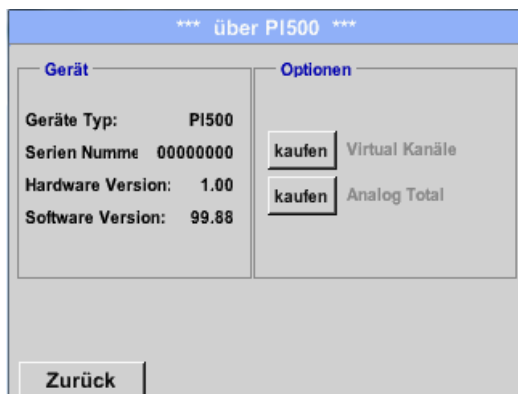 *** über PI500 ***
Gerät
Geräte Typ: PI500
Serien Numme 00000000
Hardware Version: 1.00
Software Version: 99.88
Optionen
kaufen Virtual Kanäle
kaufen Analog Total
Zurück